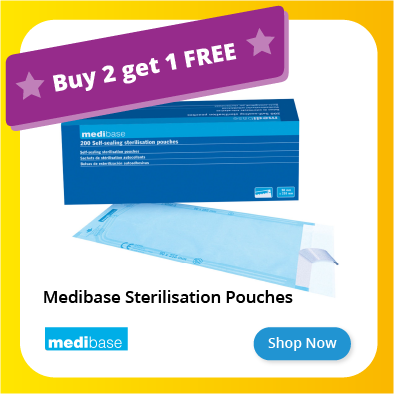 Buy 2 get 1 FREE
medibase
200 Self-sealing sterilisation pouches
Self-sealing sterilisation pouches
Sachets de stérilisation autocollants
Bolsas de esterilización autoadhesivas
Medibase Sterilisation Pouches
medibase
Shop Now